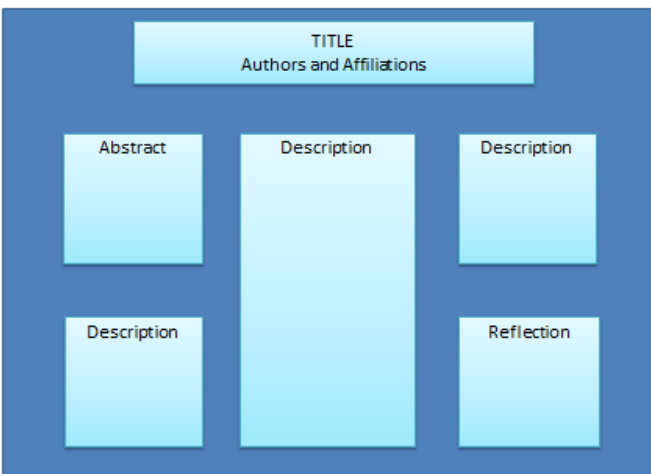 TITLE
Authors and Affiliations
Abstract
Description
Description
Description
Reflection